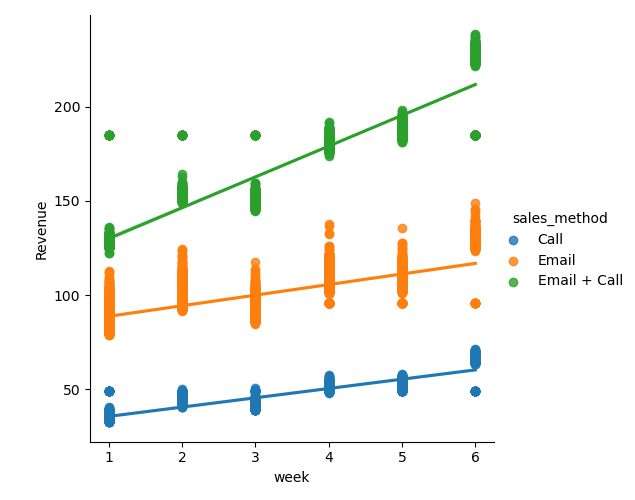 200
150
100
50
Revenue
1 2 3 4 5 6
week
sales_method
Call
Email
Email + Call